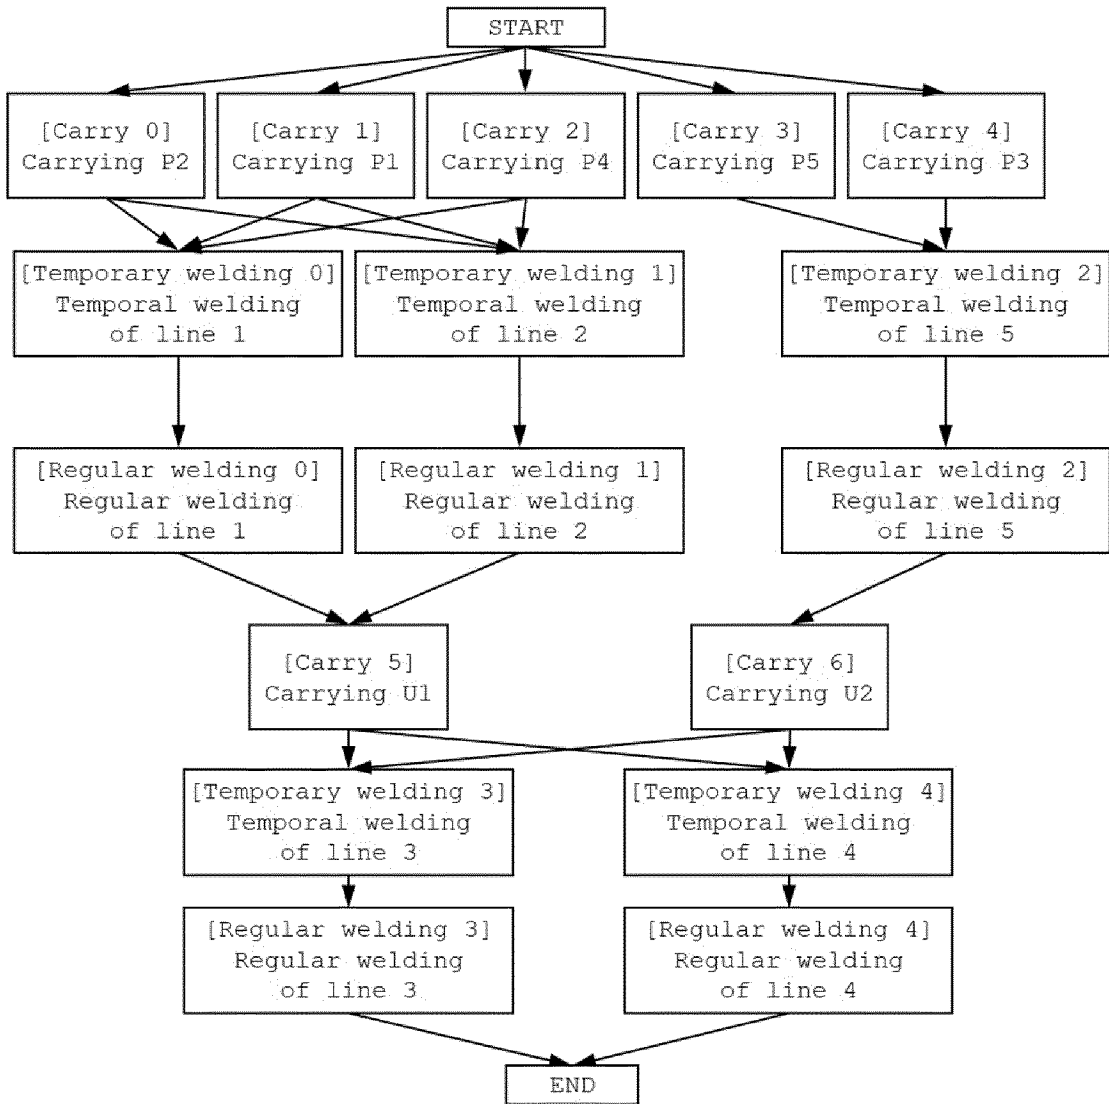 START
[Carry 0]
Carrying P2
[Carry 1]
Carrying P1
[Carry 2]
Carrying P4
[Carry 3]
Carrying P5
[Carry 4]
Carrying P3
[Temporary welding 0]
Temporal welding
of line 1
[Temporary welding 1]
Temporal welding
of line 2
[Temporary welding 2]
Temporal welding
of line 5
[Regular welding 0]
Regular welding
of line 1
[Regular welding 1]
Regular welding
of line 2
[Regular welding 2]
Regular welding
of line 5
[Carry 5]
Carrying U1
[Carry 6]
Carrying U2
[Temporary welding 3]
Temporal welding
of line 3
[Temporary welding 4]
Temporal welding
of line 4
[Regular welding 3]
Regular welding
of line 3
[Regular welding 4]
Regular welding
of line 4
END